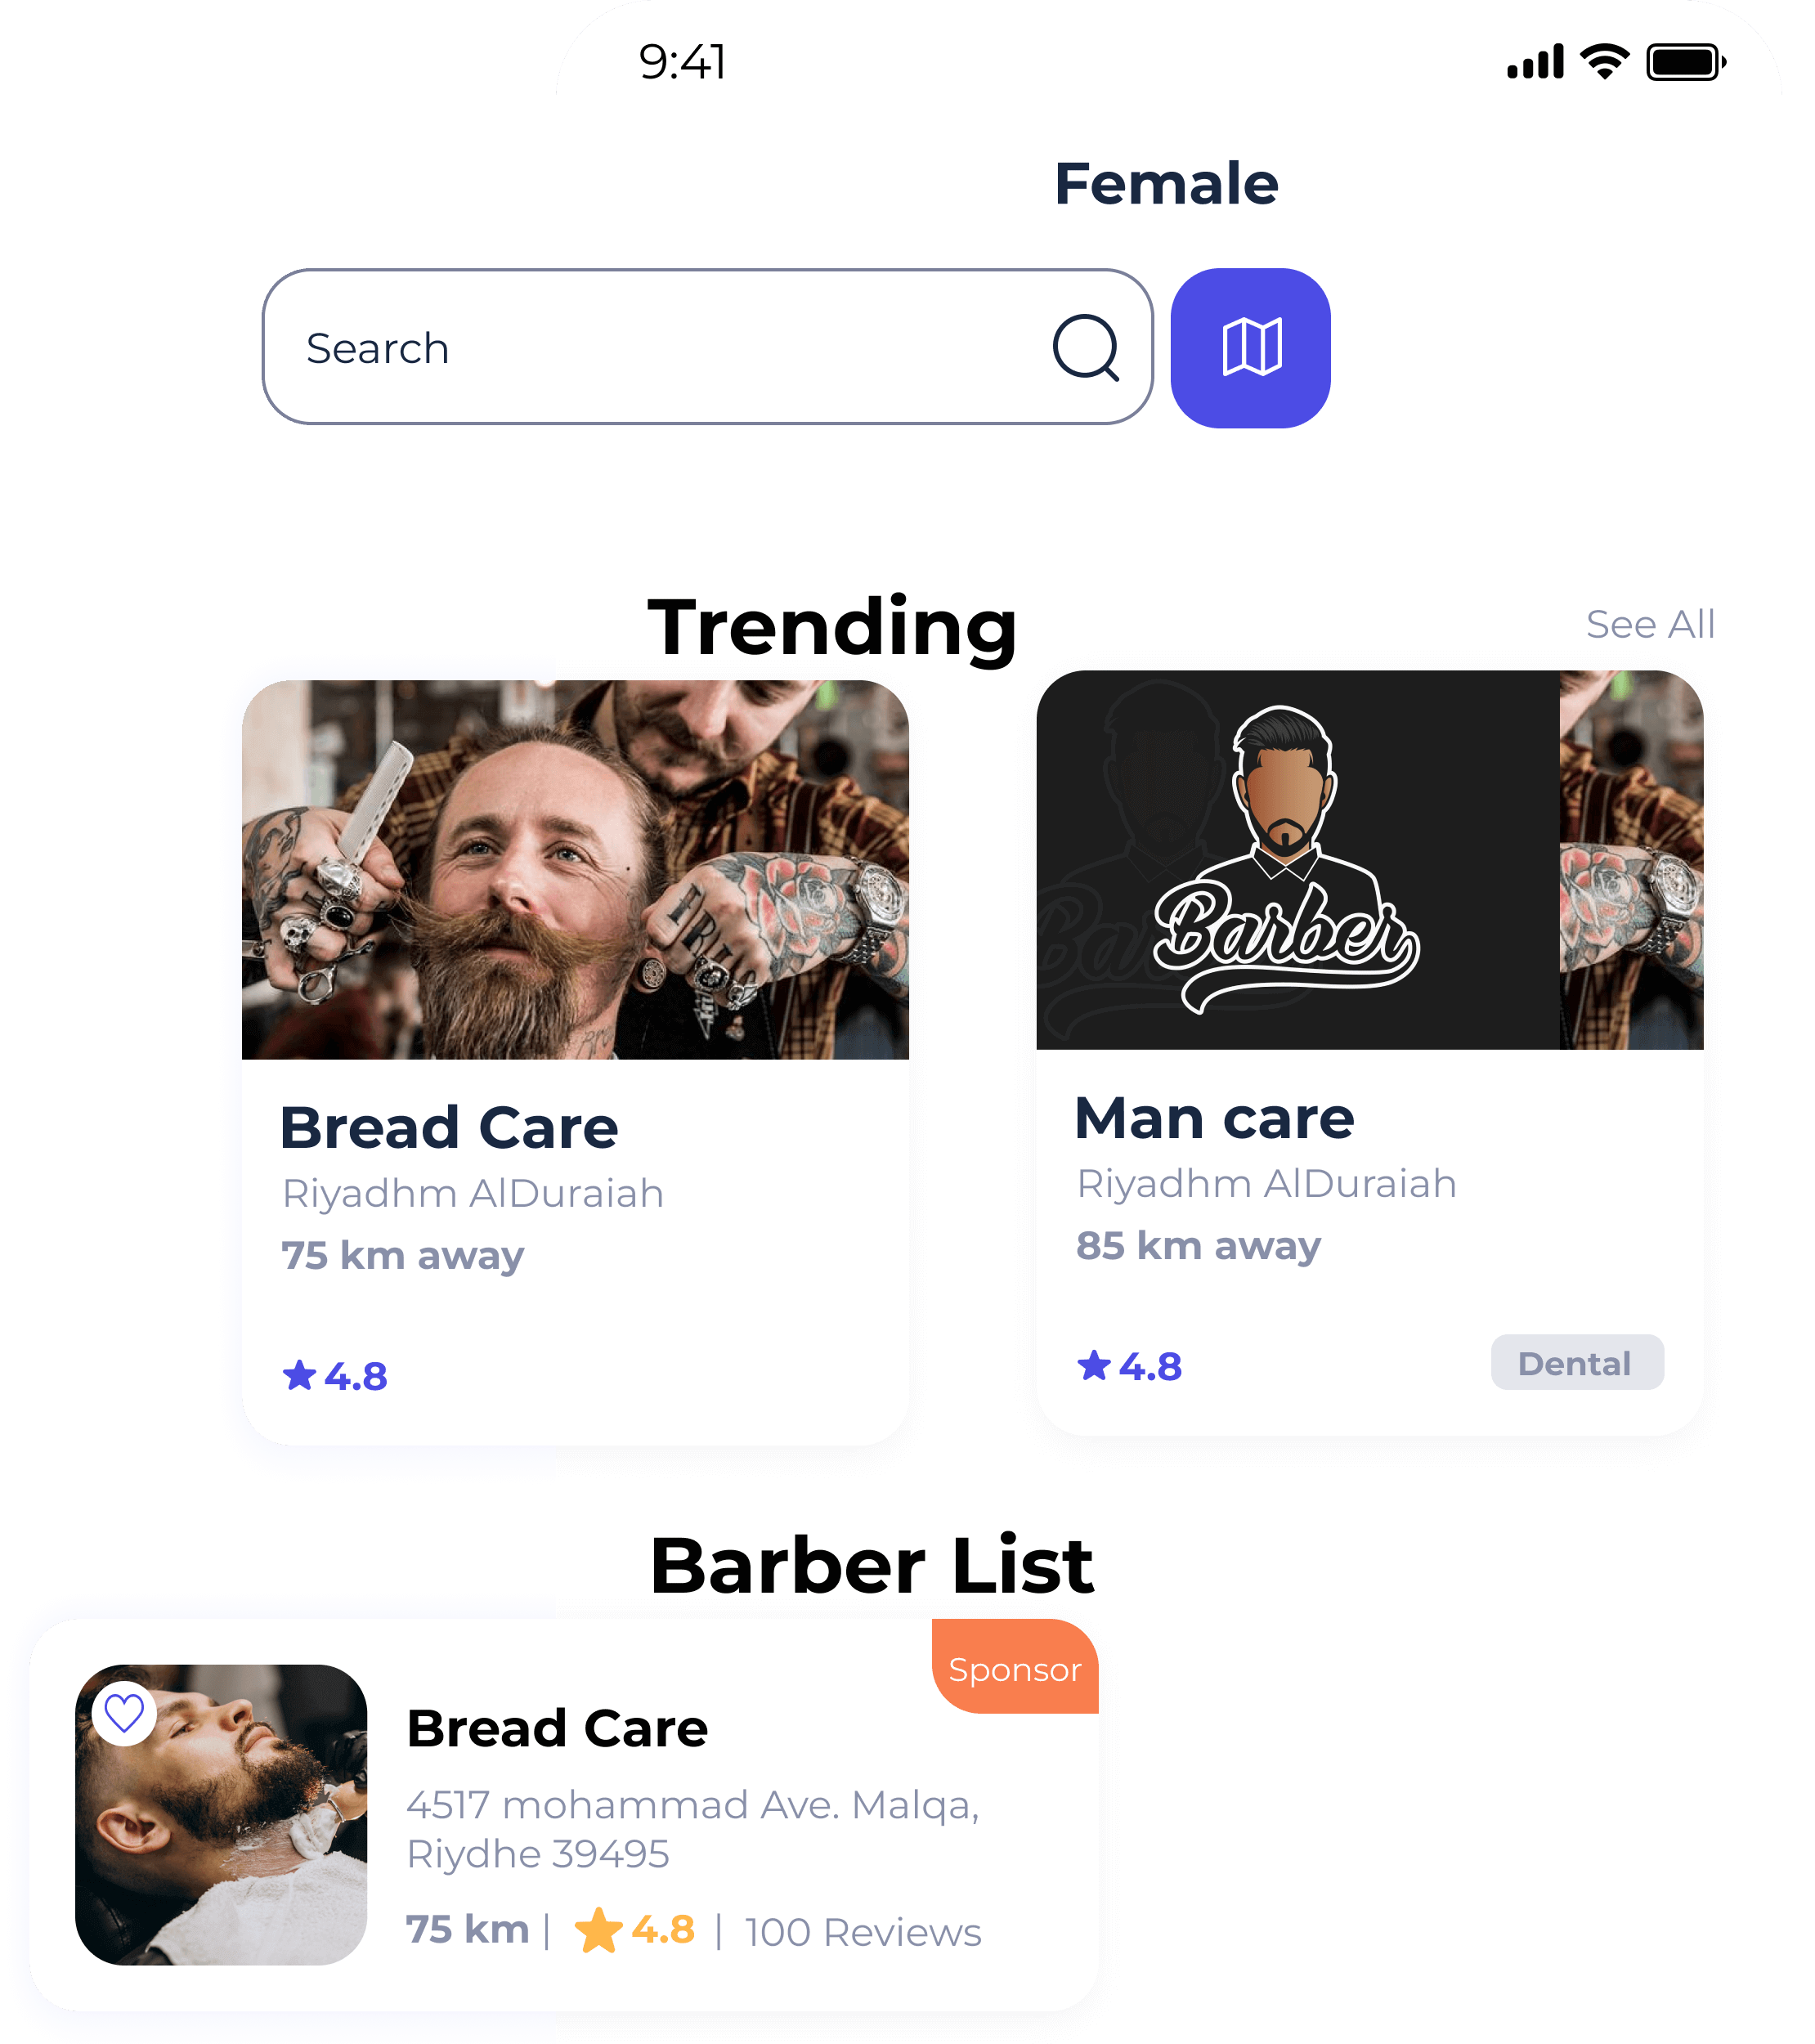 9:41
Female
Search
Trending
See All
Barber
Bread Care
Riyadhm AlDuraiah
75 km away
4.8
Man care
Riyadhm AlDuraiah
85 km away
4.8
Dental
Barber List
Sponsor
Bread Care
4517 mohammad Ave. Malqa,
Riydhe 39495
75 km | 4.8 | 100 Reviews